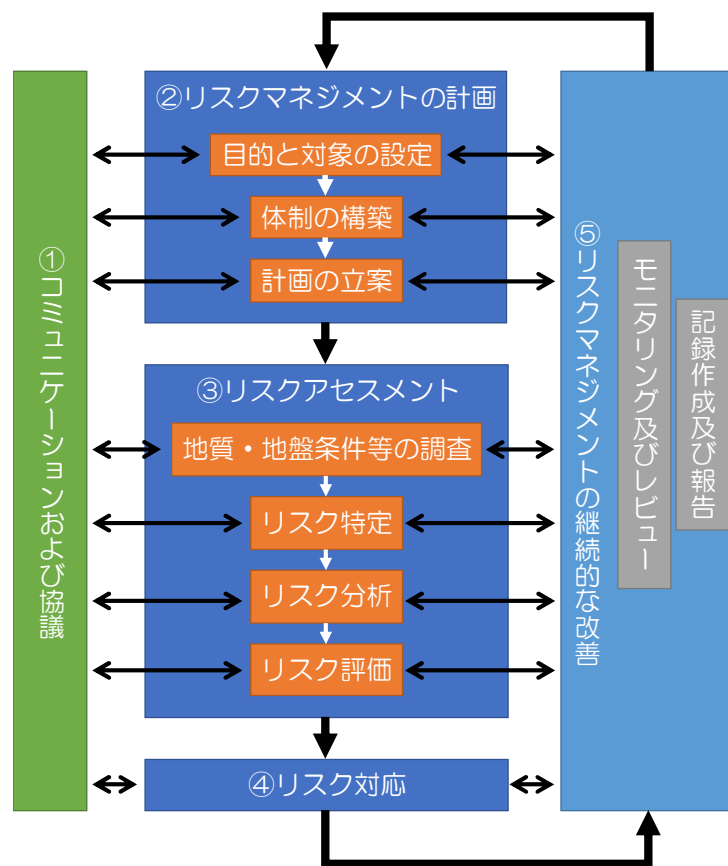 ①コミュニケーションおよび協議
②リスクマネジメントの計画
目的と対象の設定
体制の構築
計画の立案
③リスクアセスメント
地質・地盤条件等の調査
リスク特定
リスク分析
リスク評価
④リスク対応
⑤リスクマネジメントの継続的な改善
モニタリング及びレビュー
記録作成及び報告